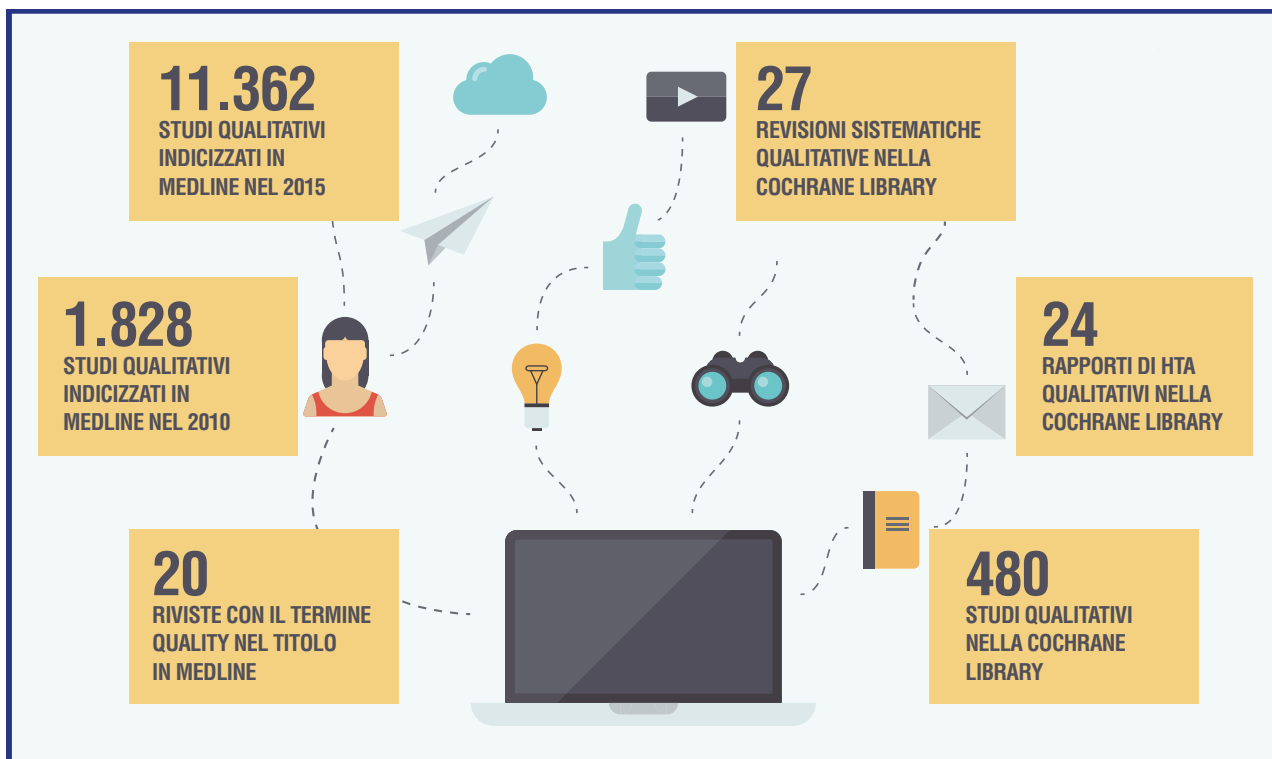 11.362
STUDI QUALITATIVI
INDICIZZATI IN
MEDLINE NEL 2015
27
REVISIONI SISTEMATICHE
QUALITATIVE NELLA
COCHRANE LIBRARY
1.828
STUDI QUALITATIVI
INDICIZZATI IN
MEDLINE NEL 2010
24
RAPPORTI DI HTA
QUALITATIVI NELLA
COCHRANE LIBRARY
20
RIVISTE CON IL TERMINE
QUALITY NEL TITOLO
IN MEDLINE
480
STUDI QUALITATIVI
NELLA COCHRANE
LIBRARY